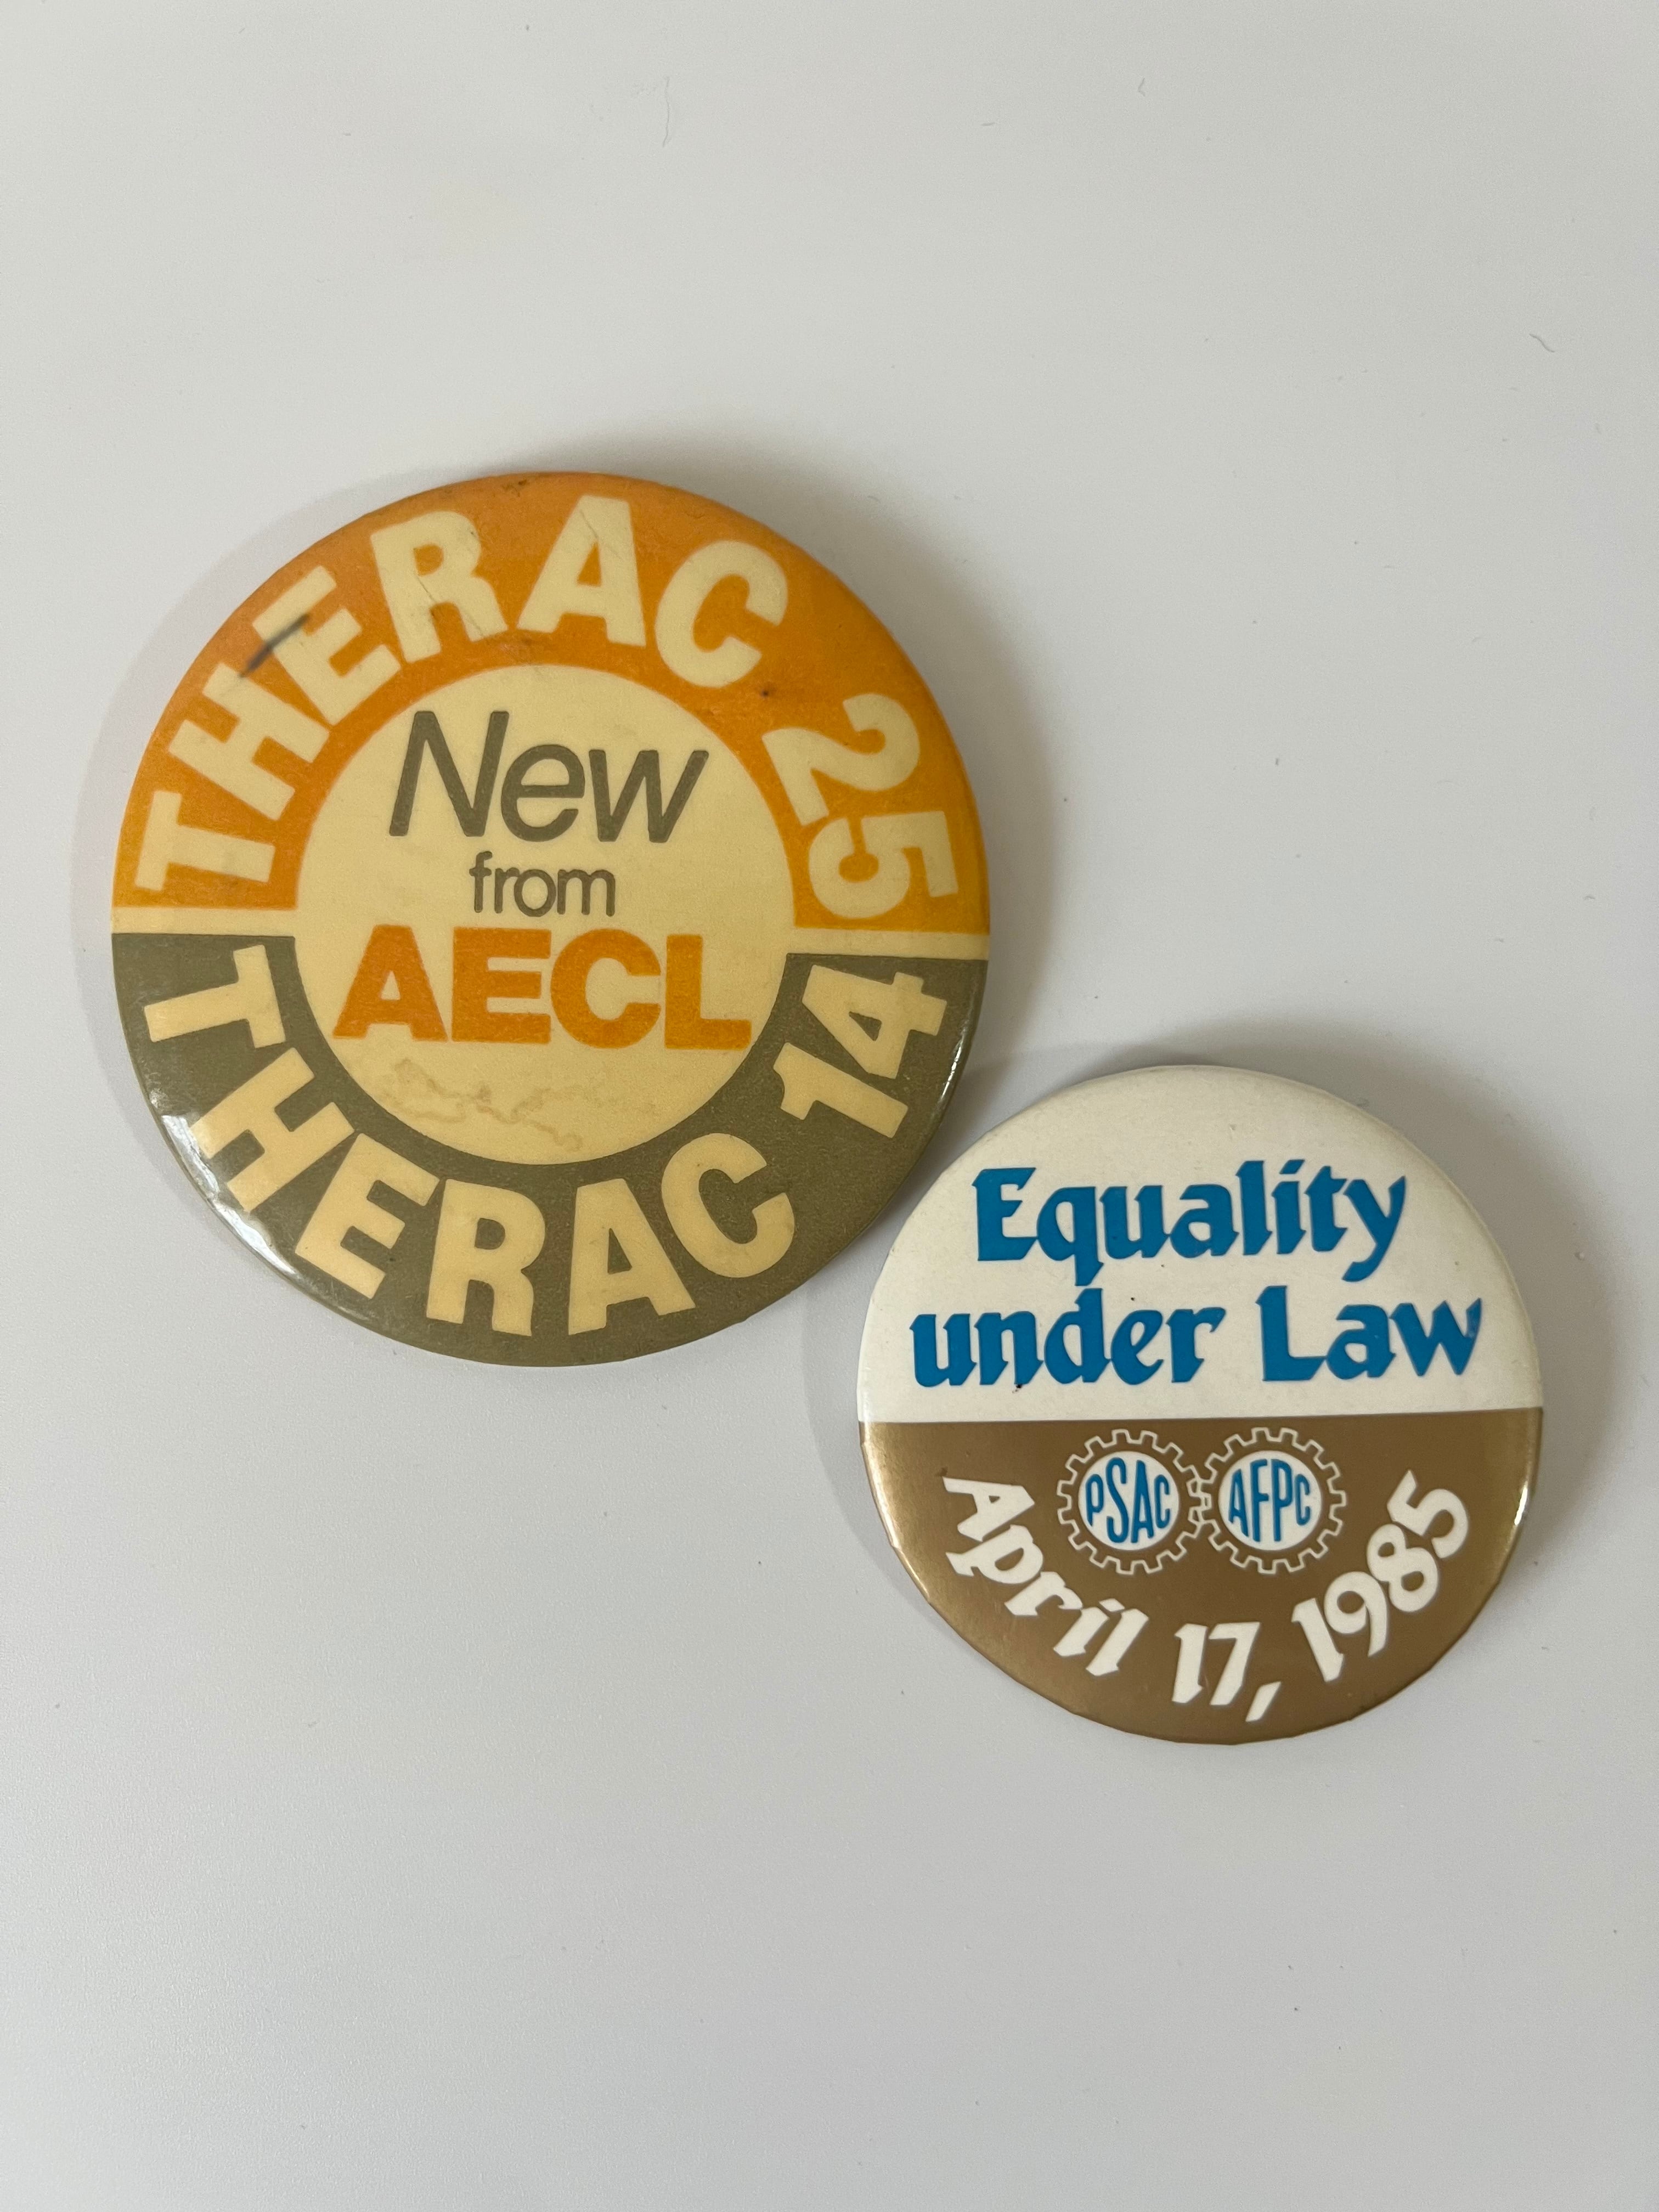 THERAC 25
New
from
AECL
THERAC 14
Equality
under Law
PSAC AFPC
April 17, 1985